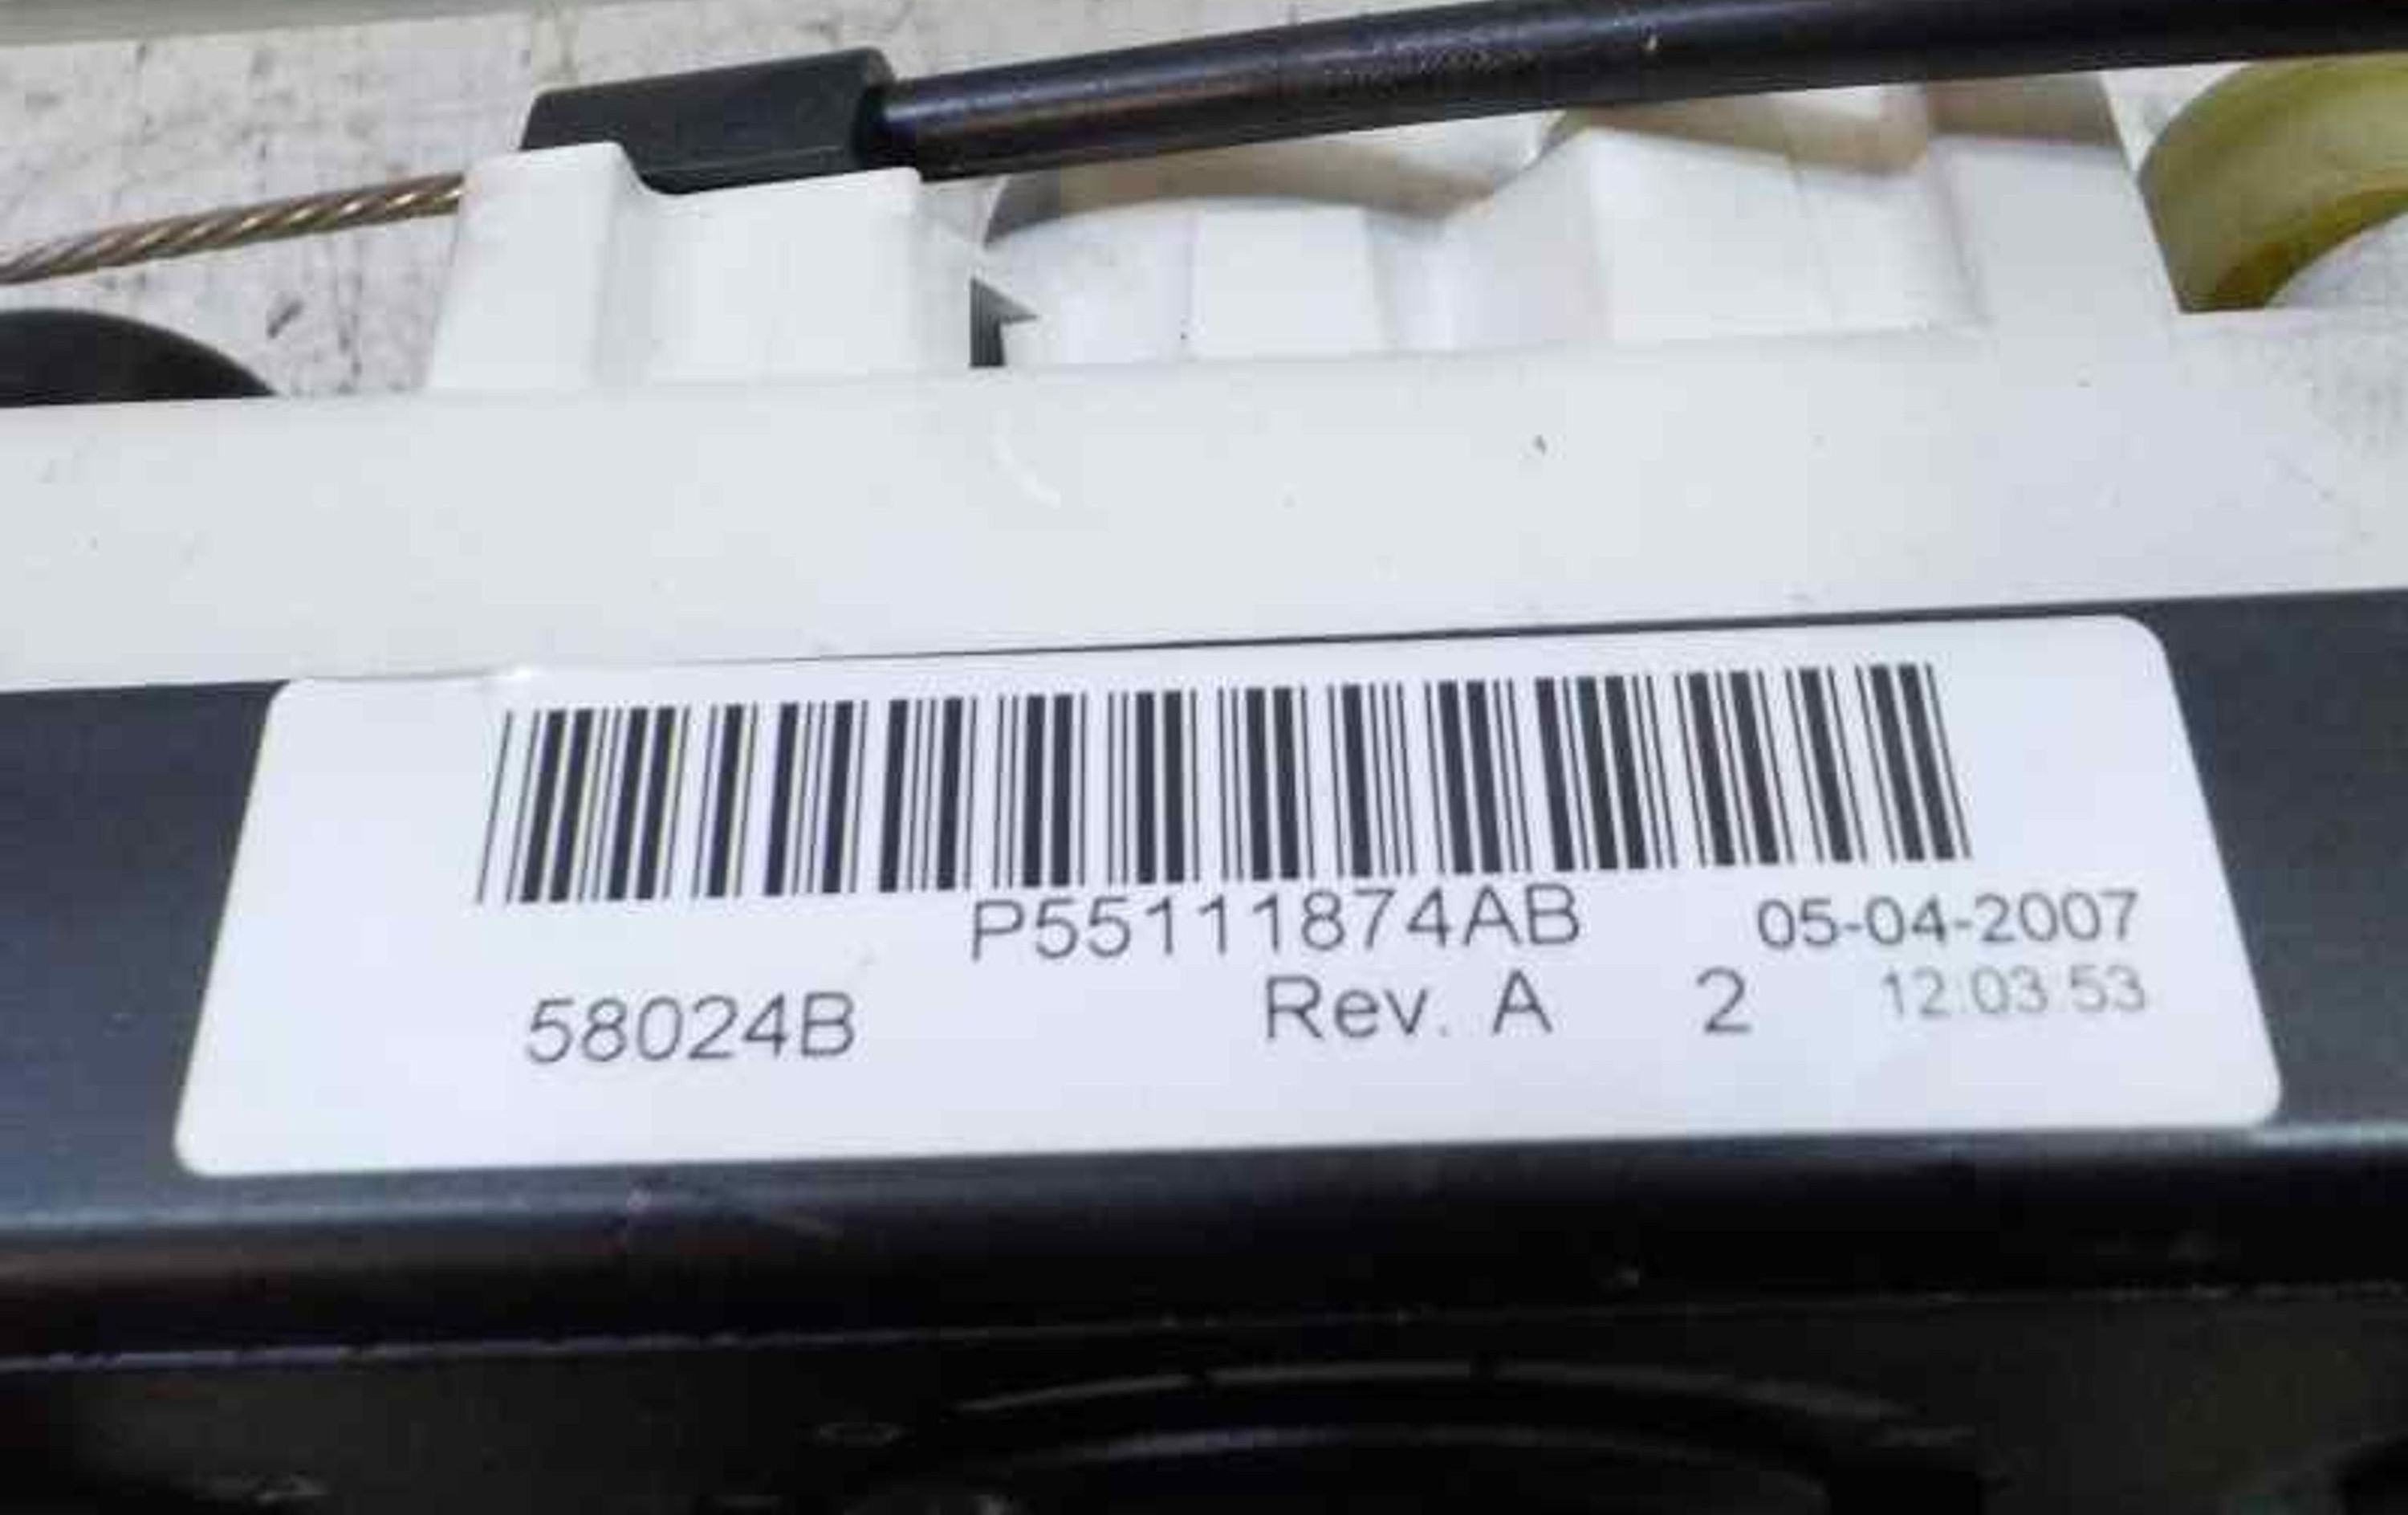 P55111874AB 05-04-2007
58024B Rev. A 2 12:03:53